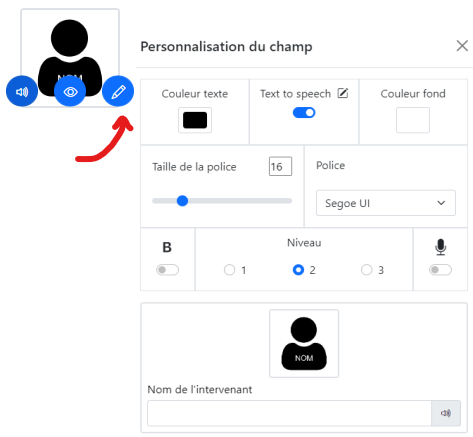 NOM
Personnalisation du champ
Couleur texte
Text to speech
Couleur fond
Taille de la police
16
Police
Segoe UI
B
Niveau
1
2
3
NOM
Nom de l'intervenant